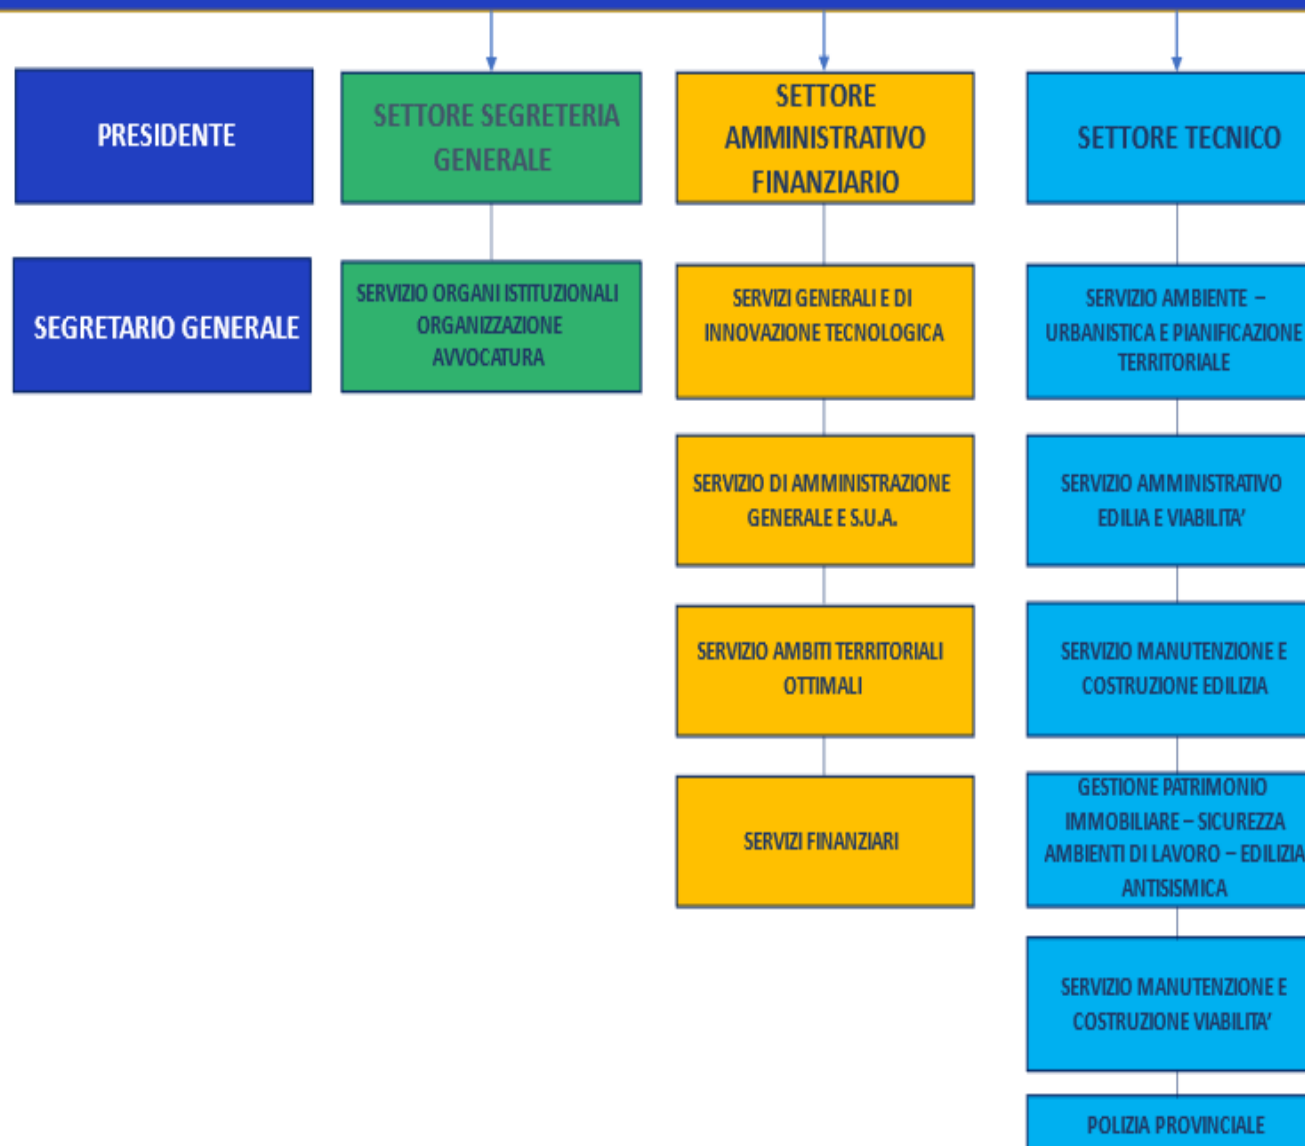 PRESIDENTE
SEGRETARIO GENERALE
SETTORE SEGRETERIA
GENERALE
SERVIZIO ORGANI ISTITUZIONALI
ORGANIZZAZIONE
AVVOCATURA
SETTORE
AMMINISTRATIVO
FINANZIARIO
SERVIZI GENERALI E DI
INNOVAZIONE TECNOLOGICA
SERVIZIO DI AMMINISTRAZIONE
GENERALE E S.U.A.
SERVIZIO AMBITI TERRITORIALI
OTTIMALI
SERVIZI FINANZIARI
SETTORE TECNICO
SERVIZIO AMBIENTE –
URBANISTICA E PIANIFICAZIONE
TERRITORIALE
SERVIZIO AMMINISTRATIVO
EDILIA E VIABILITA’
SERVIZIO MANUTENZIONE E
COSTRUZIONE EDILIZIA
GESTIONE PATRIMONIO
IMMOBILIARE – SICUREZZA
AMBIENTI DI LAVORO – EDILIZIA
ANTISISMICA
SERVIZIO MANUTENZIONE E
COSTRUZIONE VIABILITA’
POLIZIA PROVINCIALE